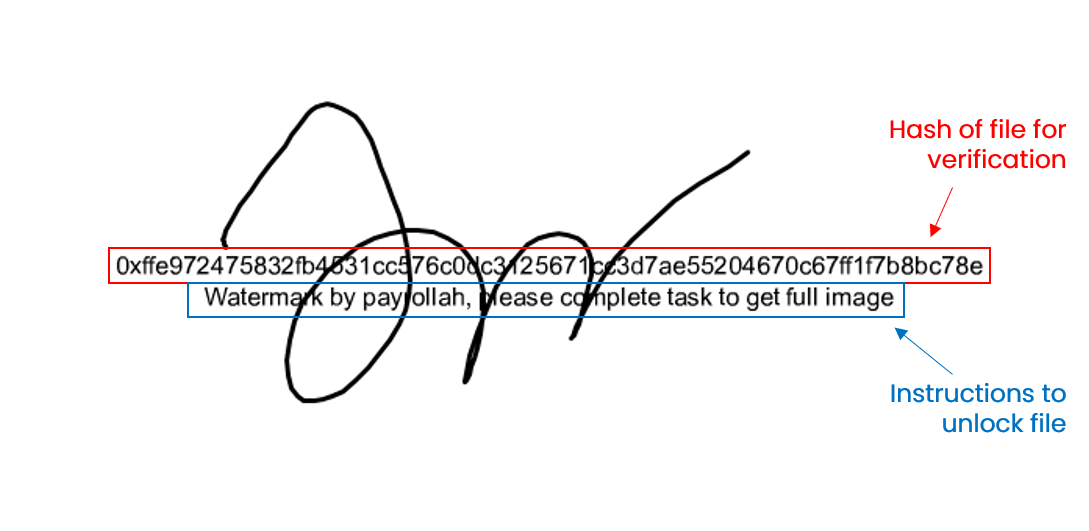 Hash of file for
verification
0xffe972475832fb4531cc576c0dc3125671cc3d7ae55204670c67ff1f7b8bc78e
Watermark by payrollah, please complete task to get full image
Instructions to
unlock file